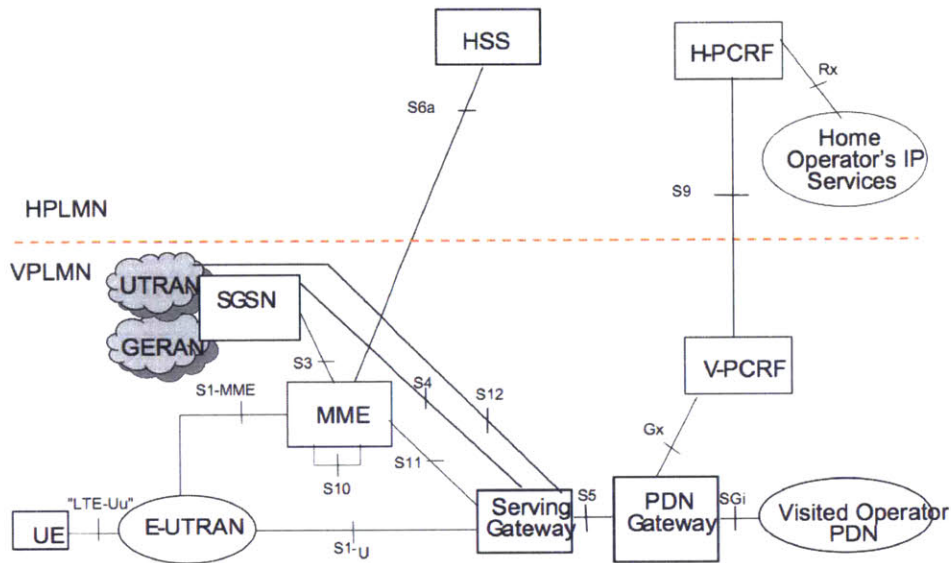 HSS
H-PCRF
Rx
S6a
Home
Operator's IP
Services
S9
HPLMN
VPLMN
UTRAN
SGSN
GERAN
S3
S4
S12
V-PCRF
S1-MME
MME
Gx
S11
S10
"LTE-Uu"
UE
E-UTRAN
S1-U
Serving
Gateway
S5
PDN
Gateway
SGi
Visited Operator
PDN